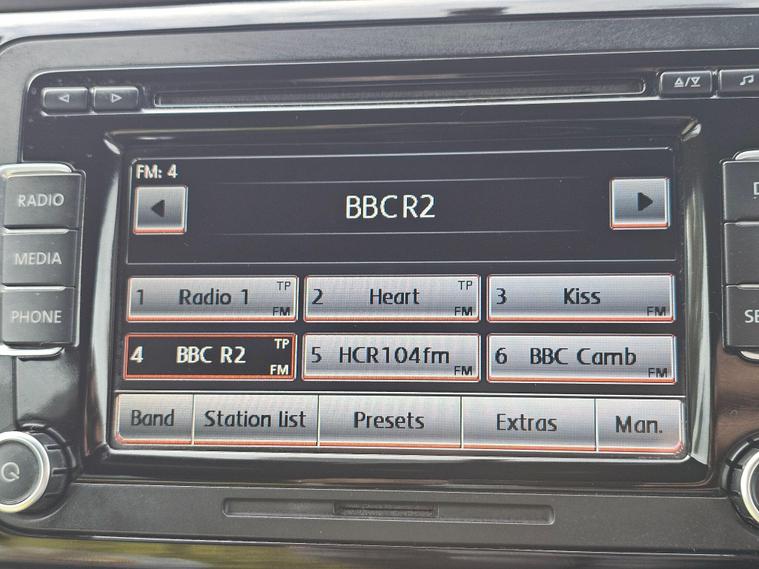 FM: 4
BBC R2
RADIO
MEDIA
PHONE
1 Radio 1 TP FM
2 Heart TP FM
3 Kiss FM
4 BBC R2 TP FM
5 HCR104fm FM
6 BBC Camb FM
Band Station list Presets Extras Man.